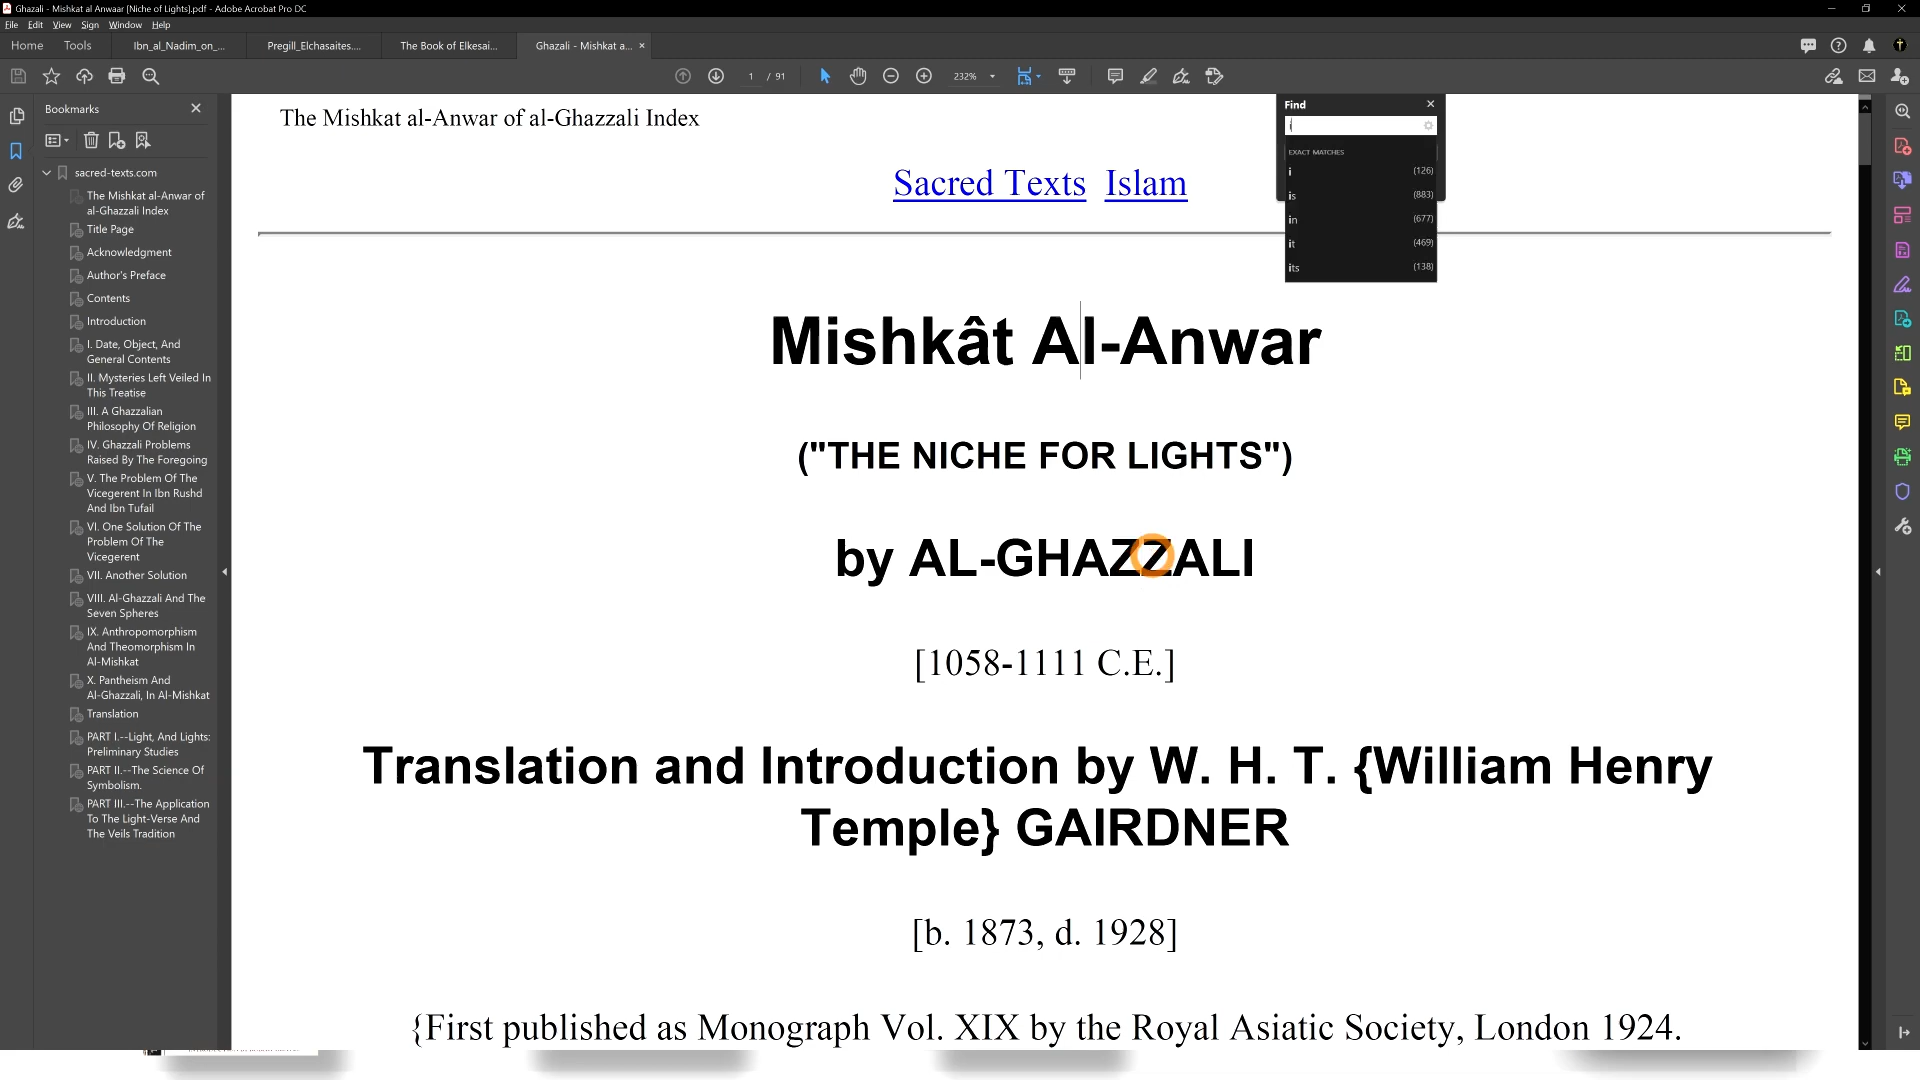 Ghazali - Mishkat al Anwaar [Niche of Lights].pdf - Adobe Acrobat Pro DC
File Edit View Sign Window Help
Home Tools Ibn_al_Nadim_on_... Pregill_Elchasaites.... The Book of Elkesai... Ghazali - Mishkat a...
1 / 91 232%
Bookmarks
sacred-texts.com
The Mishkat al-Anwar of
al-Ghazzali Index
Title Page
Acknowledgment
Author's Preface
Contents
Introduction
I. Date, Object, And
General Contents
II. Mysteries Left Veiled In
This Treatise
III. A Ghazzalian
Philosophy Of Religion
IV. Ghazzali Problems
Raised By The Foregoing
V. The Problem Of The
Vicegerent In Ibn Rushd
And Ibn Tufail
VI. One Solution Of The
Problem Of The
Vicegerent
VII. Another Solution
VIII. Al-Ghazzali And The
Seven Spheres
IX. Anthropomorphism
And Theomorphism In
Al-Mishkat
X. Pantheism And
Al-Ghazzali, In Al-Mishkat
Translation
PART I.--Light, And Lights:
Preliminary Studies
PART II.--The Science Of
Symbolism.
PART III.--The Application
To The Light-Verse And
The Veils Tradition
The Mishkat al-Anwar of al-Ghazzali Index
Sacred Texts Islam
Find
i
EXACT MATCHES
i (126)
is (883)
in (677)
it (469)
its (138)
Mishkât Al-Anwar
("THE NICHE FOR LIGHTS")
by AL-GHAZZALI
[1058-1111 C.E.]
Translation and Introduction by W. H. T. {William Henry
Temple} GAIRDNER
[b. 1873, d. 1928]
{First published as Monograph Vol. XIX by the Royal Asiatic Society, London 1924.